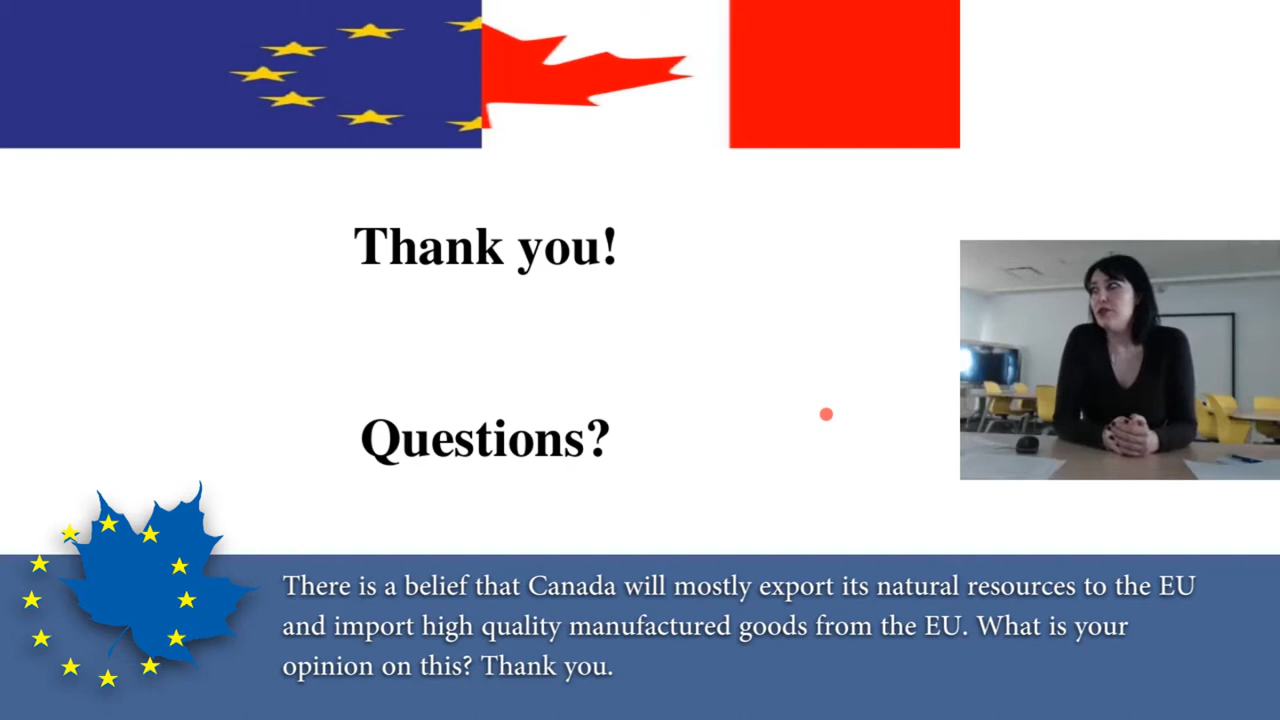 Thank you!
Questions?
There is a belief that Canada will mostly export its natural resources to the EU
and import high quality manufactured goods from the EU. What is your
opinion on this? Thank you.